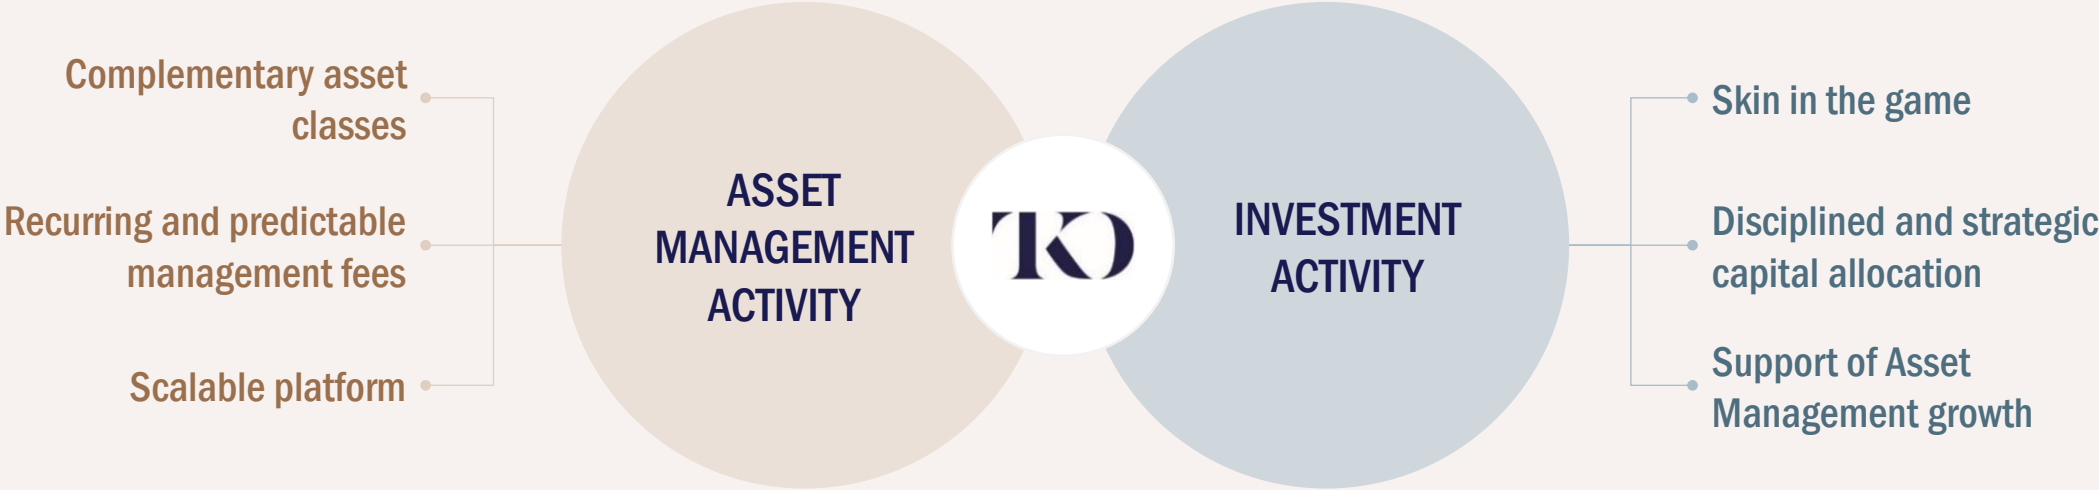 Complementary asset
classes
Recurring and predictable
management fees
Scalable platform
ASSET
MANAGEMENT
ACTIVITY
TKO
INVESTMENT
ACTIVITY
Skin in the game
Disciplined and strategic
capital allocation
Support of Asset
Management growth